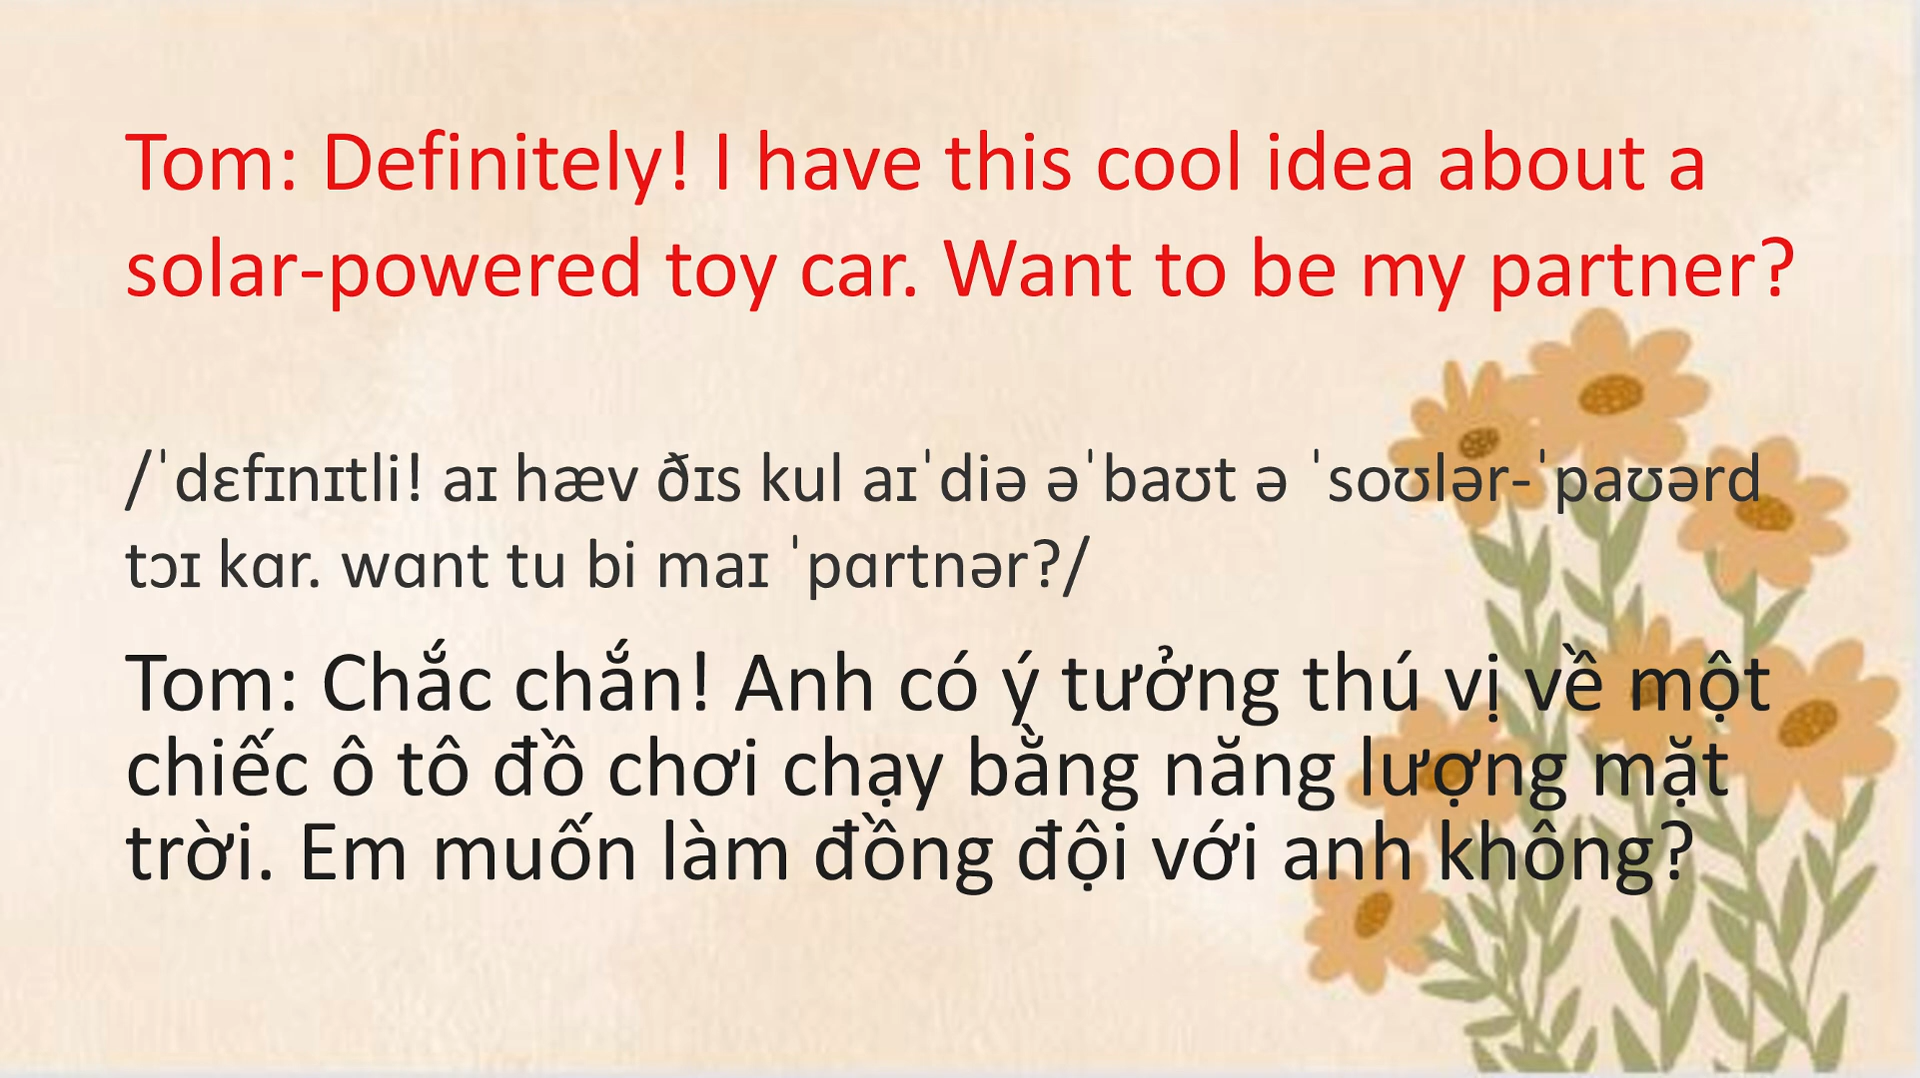 Tom: Definitely! I have this cool idea about a
solar-powered toy car. Want to be my partner?
/ˈdɛfɪnɪtli! aɪ hæv ðɪs kul aɪˈdiə əˈbaʊt ə ˈsoʊlər-ˈpaʊərd
tɔɪ kɑr. wɑnt tu bi maɪ ˈpɑrtnər?/
Tom: Chắc chắn! Anh có ý tưởng thú vị về một
chiếc ô tô đồ chơi chạy bằng năng lượng mặt
trời. Em muốn làm đồng đội với anh không?